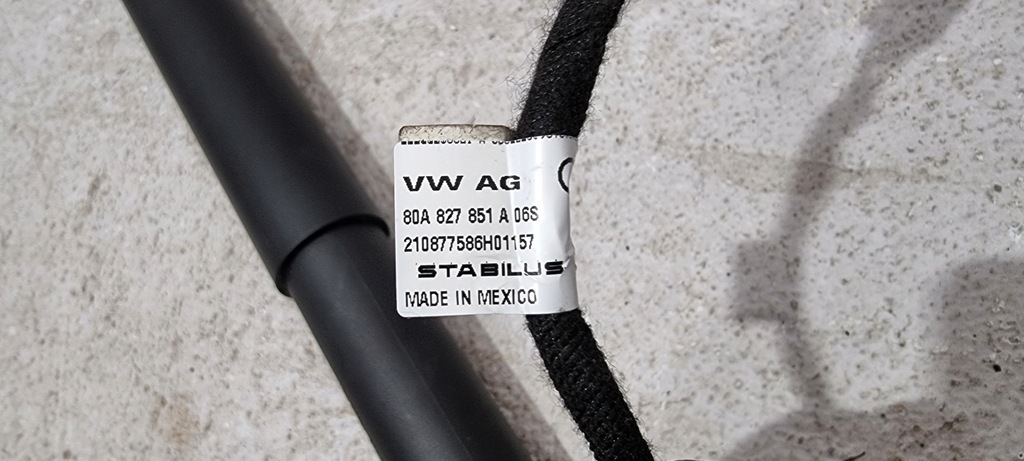 VW AG
80A 827 851 A 06S
210877586H01157
STABILUS
MADE IN MEXICO